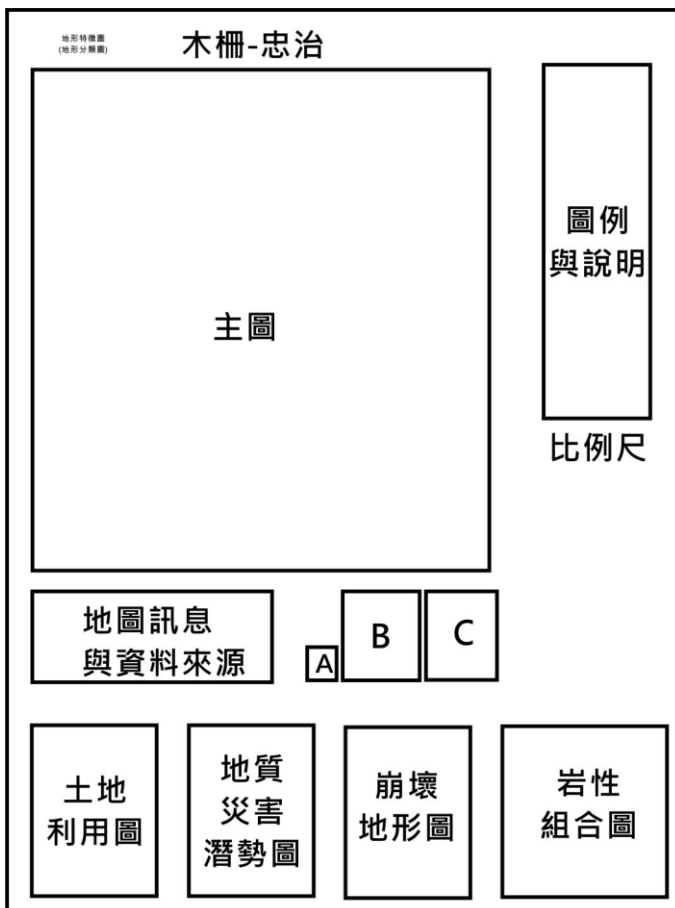 地形特徵圖
(地形分類圖)
木柵-忠治
主圖
圖例
與說明
比例尺
地圖訊息
與資料來源
A
B
C
土地
利用圖
地質
災害
潛勢圖
崩壞
地形圖
岩性
組合圖